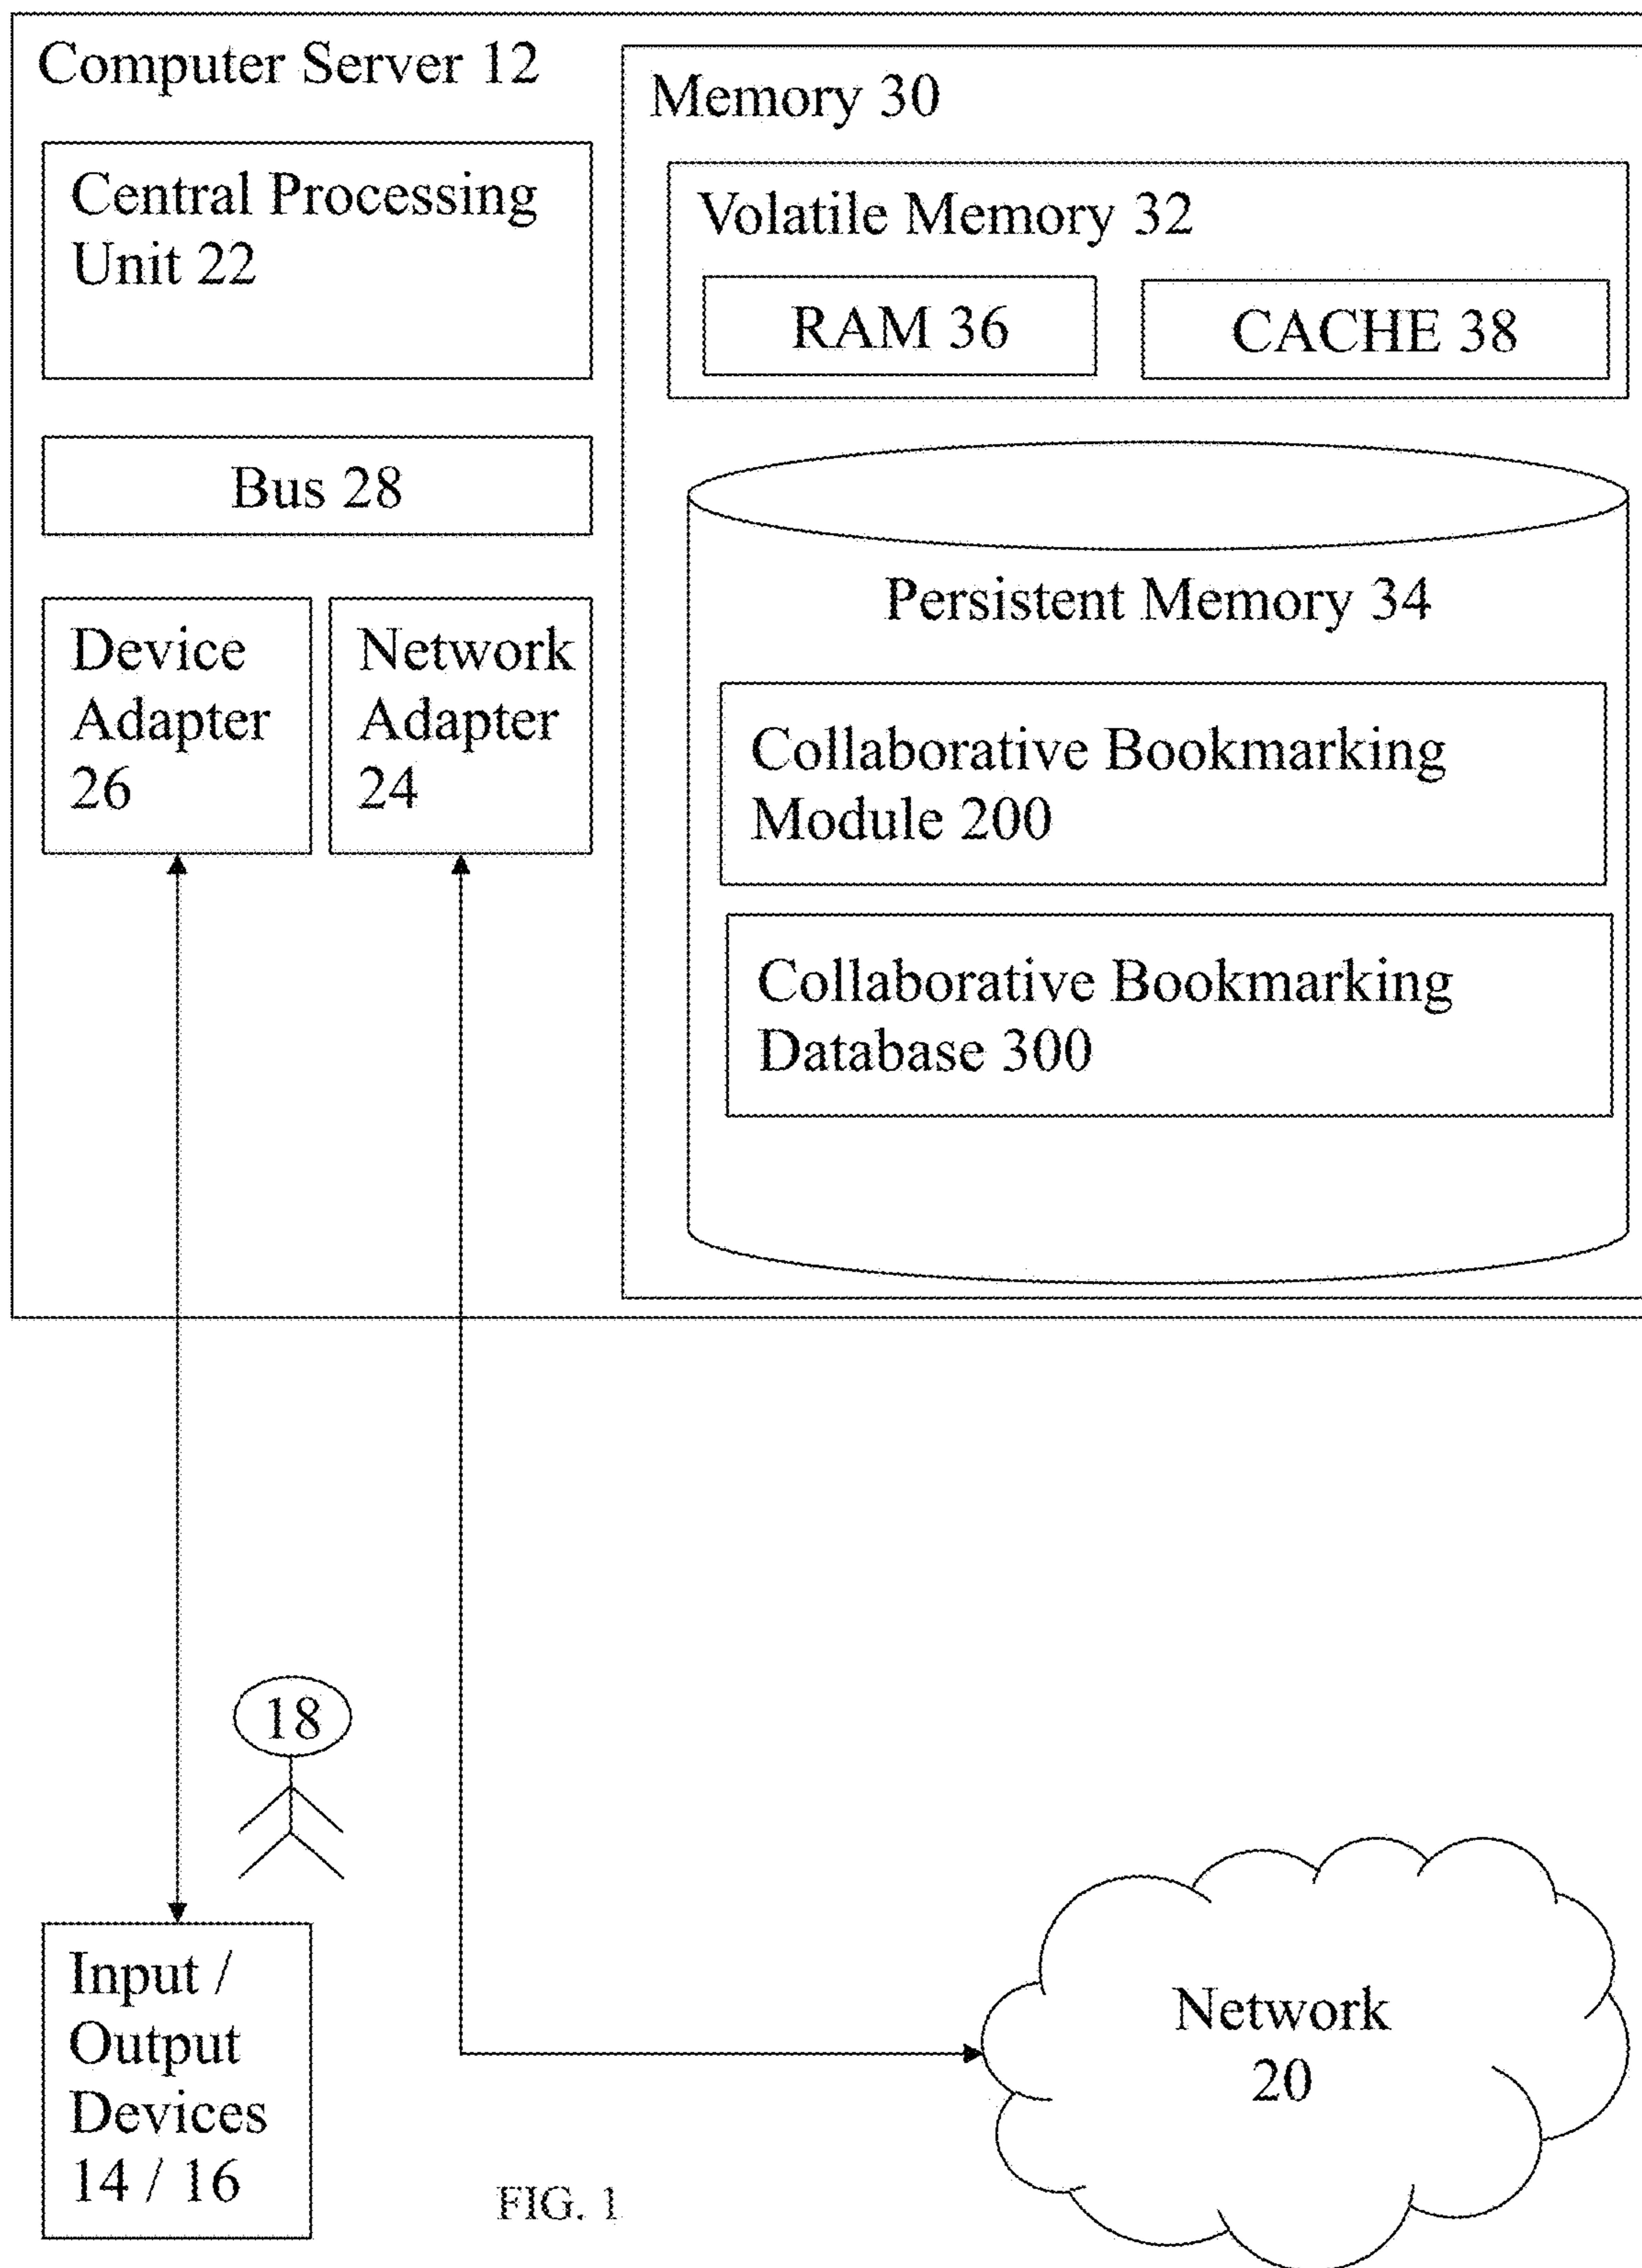 Computer Server 12
Central Processing
Unit 22
Bus 28
Device
Adapter
26
Network
Adapter
24
Memory 30
Volatile Memory 32
RAM 36
CACHE 38
Persistent Memory 34
Collaborative Bookmarking
Module 200
Collaborative Bookmarking
Database 300
18
Input /
Output
Devices
14 / 16
Network
20
FIG. 1